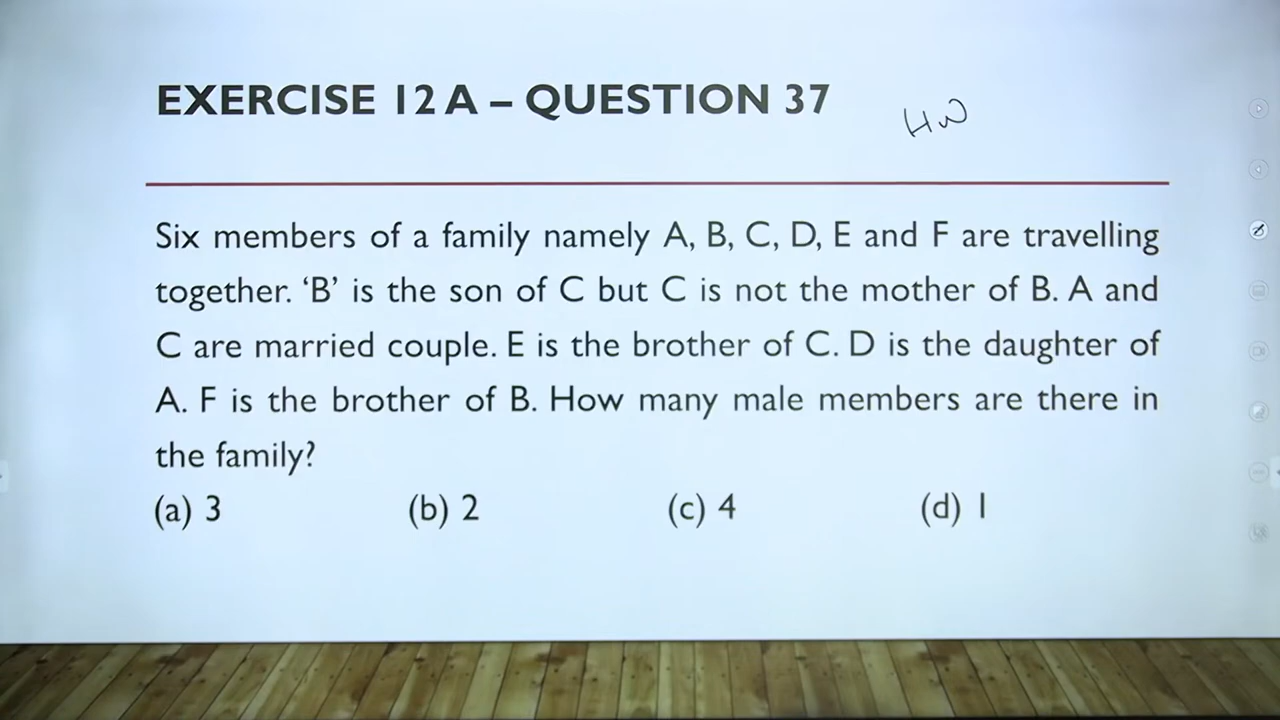 EXERCISE 12 A – QUESTION 37
HW
Six members of a family namely A, B, C, D, E and F are travelling
together. ‘B’ is the son of C but C is not the mother of B. A and
C are married couple. E is the brother of C. D is the daughter of
A. F is the brother of B. How many male members are there in
the family?
(a) 3 (b) 2 (c) 4 (d) 1